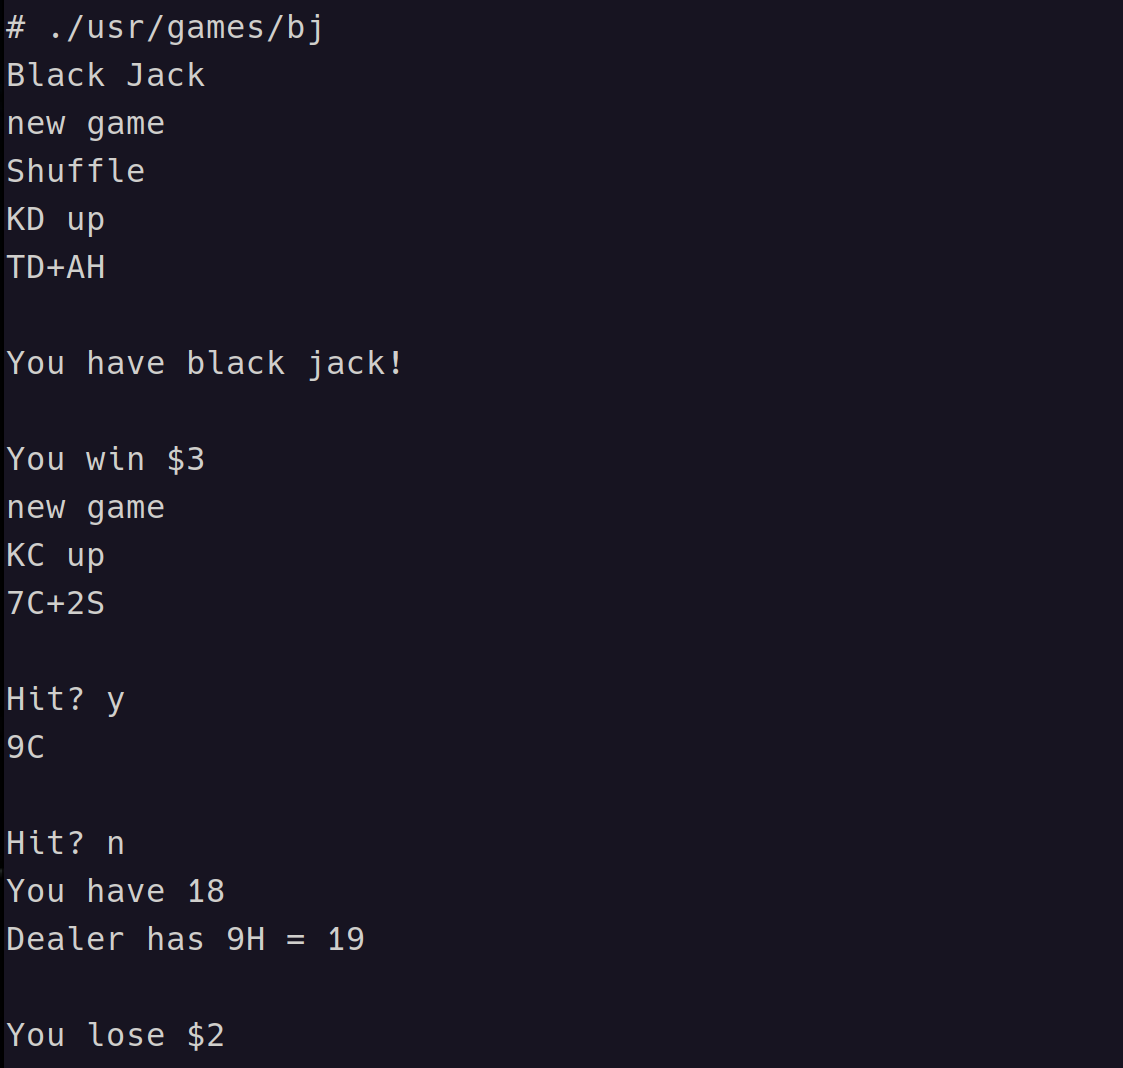 # ./usr/games/bj
Black Jack
new game
Shuffle
KD up
TD+AH
You have black jack!
You win $3
new game
KC up
7C+2S
Hit? y
9C
Hit? n
You have 18
Dealer has 9H = 19
You lose $2